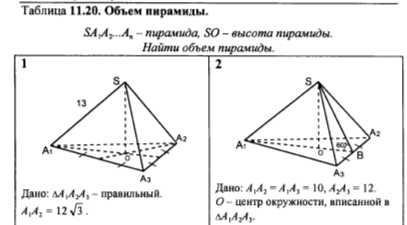 Таблица 11.20. Объем пирамиды.
SA₁A₂...Aₙ – пирамида, SO – высота пирамиды.
Найти объем пирамиды.
1
S
13
A₁
A₂
O
A₃
Дано: ΔA₁A₂A₃ – правильный.
A₁A₂ = 12√3.
2
S
A₁
A₂
O
60°
B
A₃
Дано: A₁A₂ = A₁A₃ = 10, A₂A₃ = 12.
O – центр окружности, вписанной в
ΔA₁A₂A₃.